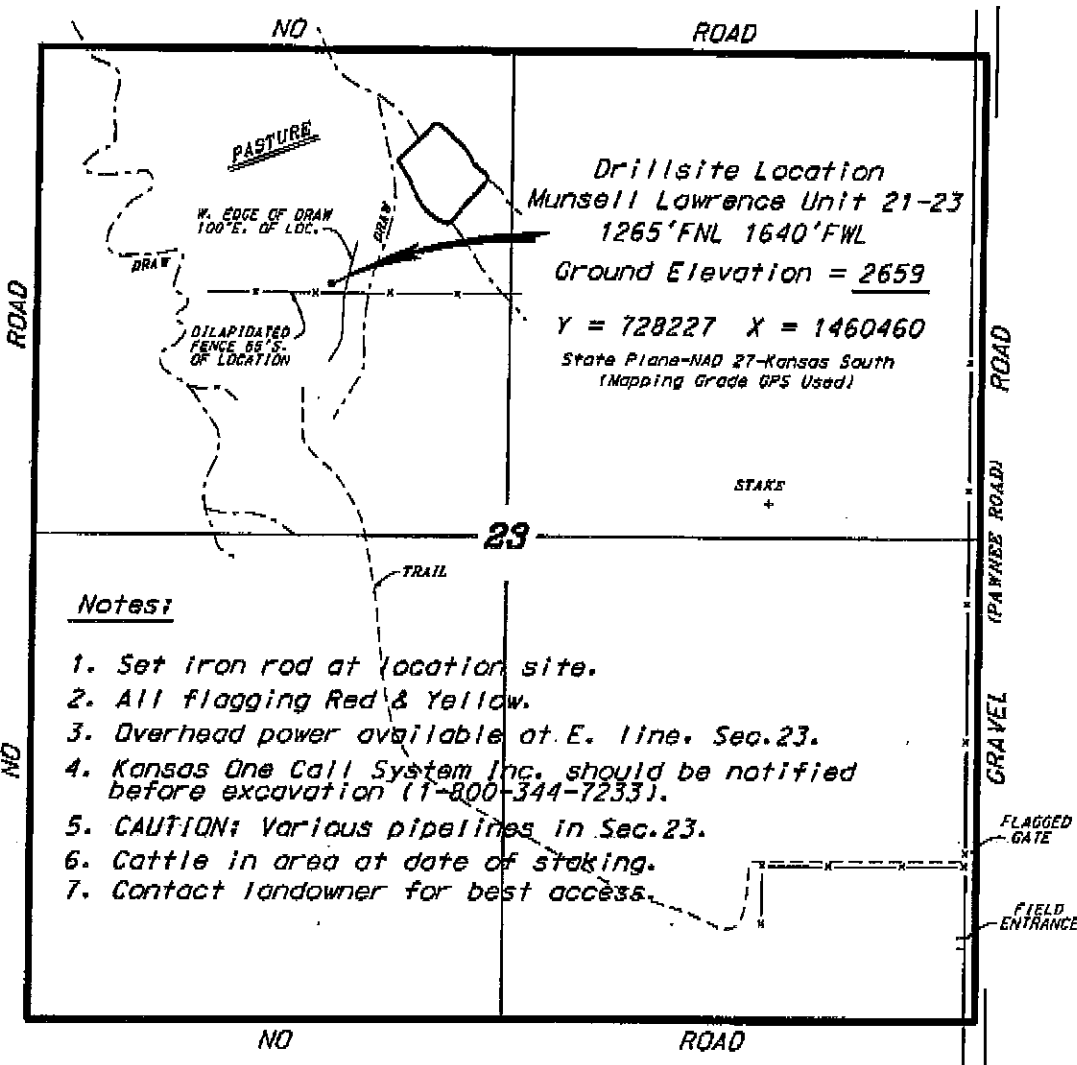 NO ROAD
PASTURE
Drillsite Location
Munsell Lawrence Unit 21-23
1265'FNL 1640'FWL
W. EDGE OF DRAW
100'E. OF LOC.
DRAW
DRAW
Ground Elevation = 2659
ROAD
DILAPIDATED
FENCE 65'S.
OF LOCATION
Y = 728227 X = 1460460
State Plane-NAD 27-Kansas South
(Mapping Grade GPS Used)
ROAD
STAKE
(PAWNEE ROAD)
23
TRAIL
Notes:
1. Set iron rod at location site.
2. All flagging Red & Yellow.
3. Overhead power available at E. line. Sec.23.
NO
GRAVEL
4. Kansas One Call System Inc. should be notified
before excavation (1-800-344-7233).
5. CAUTION: Various pipelines in Sec.23.
6. Cattle in area at date of staking.
7. Contact landowner for best access.
FLAGGED
GATE
FIELD
ENTRANCE
NO ROAD